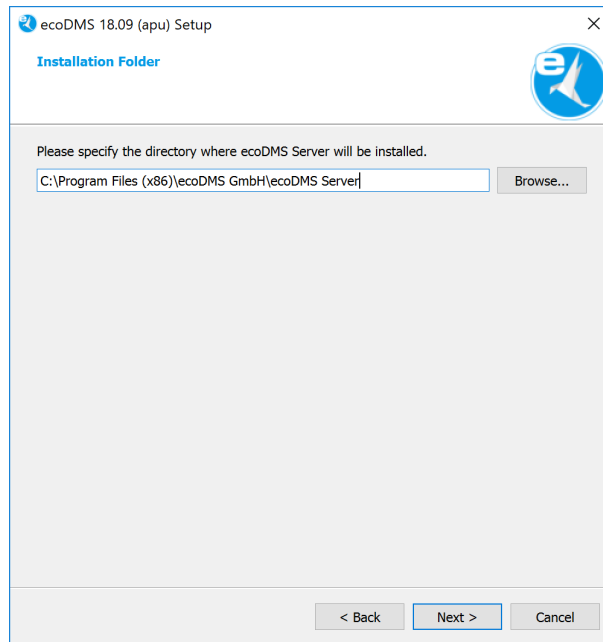 ecoDMS 18.09 (apu) Setup
Installation Folder
e
Please specify the directory where ecoDMS Server will be installed.
C:\Program Files (x86)\ecoDMS GmbH\ecoDMS Server
Browse...
< Back
Next >
Cancel